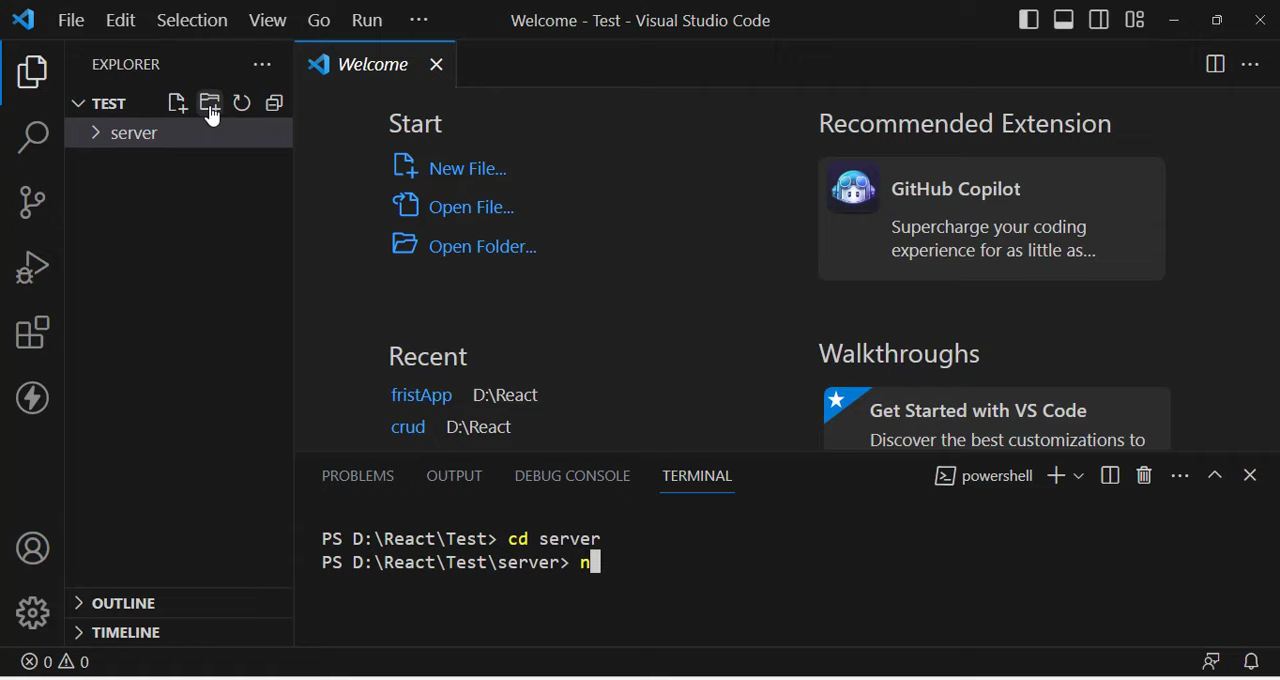 File Edit Selection View Go Run ··· Welcome - Test - Visual Studio Code
EXPLORER ···
Welcome
TEST
server
Start
New File...
Open File...
Open Folder...
Recommended Extension
GitHub Copilot
Supercharge your coding
experience for as little as...
Recent
fristApp D:\React
crud D:\React
Walkthroughs
Get Started with VS Code
Discover the best customizations to
PROBLEMS OUTPUT DEBUG CONSOLE TERMINAL powershell
PS D:\React\Test> cd server
PS D:\React\Test\server> n
OUTLINE
TIMELINE
0 0